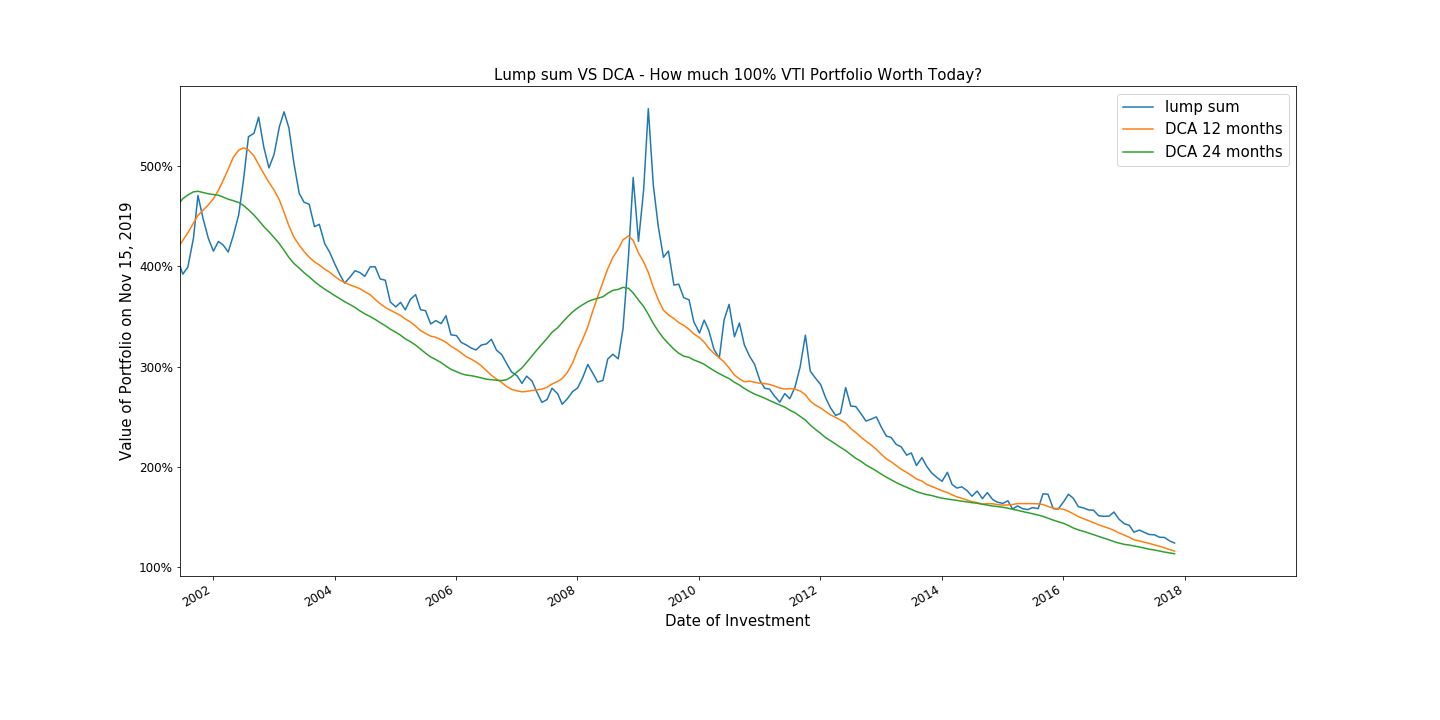 Lump sum VS DCA - How much 100% VTI Portfolio Worth Today?
lump sum
DCA 12 months
DCA 24 months
Value of Portfolio on Nov 15, 2019
500%
400%
300%
200%
100%
2002 2004 2006 2008 2010 2012 2014 2016 2018
Date of Investment